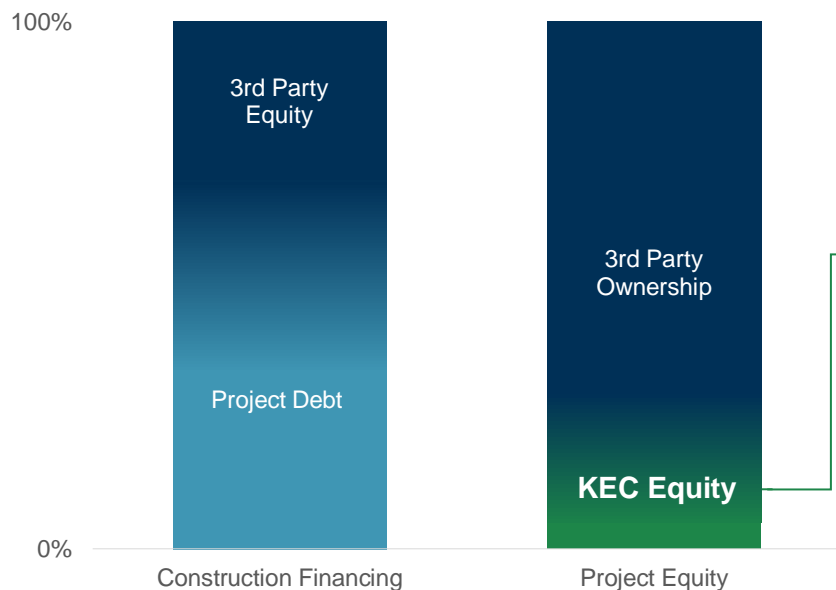 100%
3rd Party
Equity
3rd Party
Ownership
Project Debt
KEC Equity
0%
Construction Financing
Project Equity